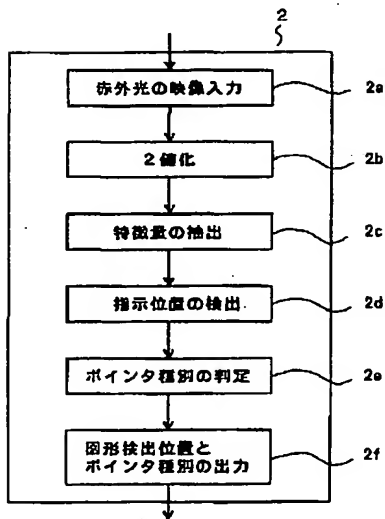 2
赤外光の映像入力
2a
2値化
2b
特徴量の抽出
2c
指示位置の検出
2d
ポインタ種別の判定
2e
図形検出位置と
ポインタ種別の出力
2f